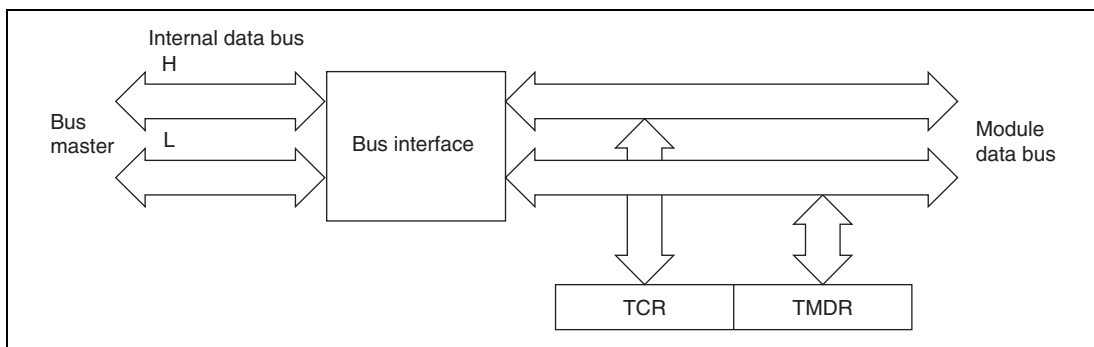 Internal data bus
H
Bus
master
L
Bus interface
Module
data bus
TCR
TMDR